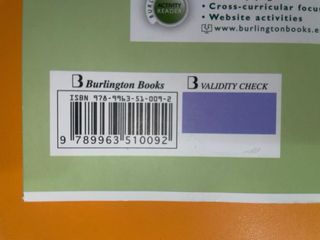 ACTIVITY
READER
• Cross-curricular focu
• Website activities
www.burlingtonbooks.e
B Burlington Books
B VALIDITY CHECK
ISBN 978-9963-51-009-2
9 789963 510092